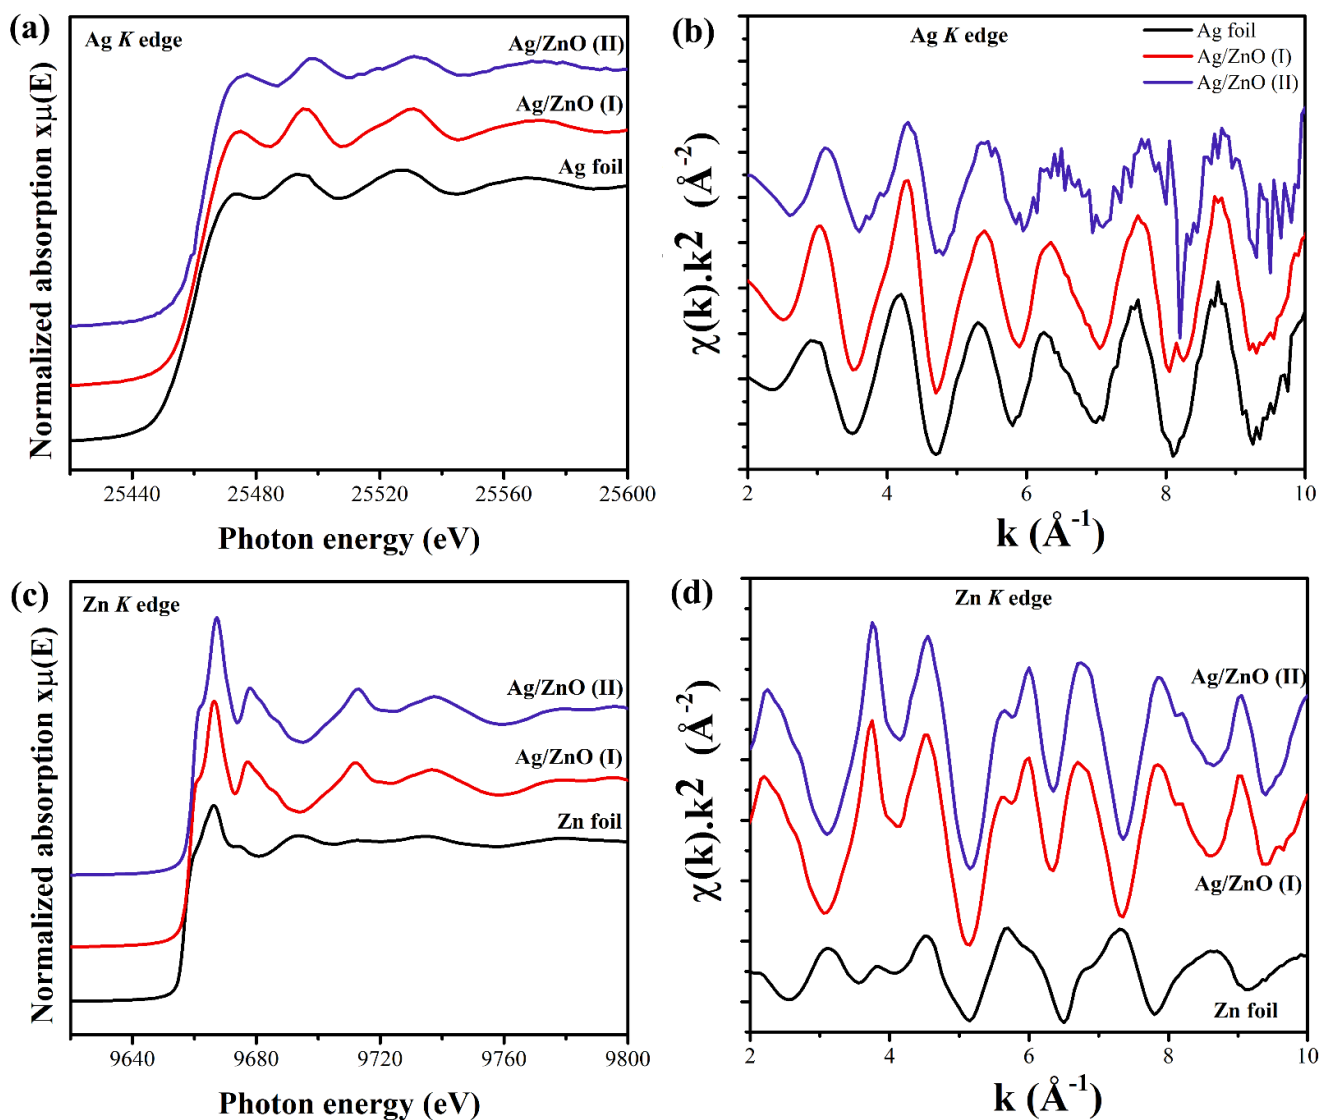 (a)
Ag K edge
Ag/ZnO (II)
Ag/ZnO (I)
Ag foil
Normalized absorption xμ(E)
25440 25480 25520 25560 25600
Photon energy (eV)
(b)
Ag K edge
Ag foil
Ag/ZnO (I)
Ag/ZnO (II)
χ(k).k² (Å⁻²)
2 4 6 8 10
k (Å⁻¹)
(c)
Zn K edge
Ag/ZnO (II)
Ag/ZnO (I)
Zn foil
Normalized absorption xμ(E)
9640 9680 9720 9760 9800
Photon energy (eV)
(d)
Zn K edge
Ag/ZnO (II)
Ag/ZnO (I)
Zn foil
χ(k).k² (Å⁻²)
2 4 6 8 10
k (Å⁻¹)